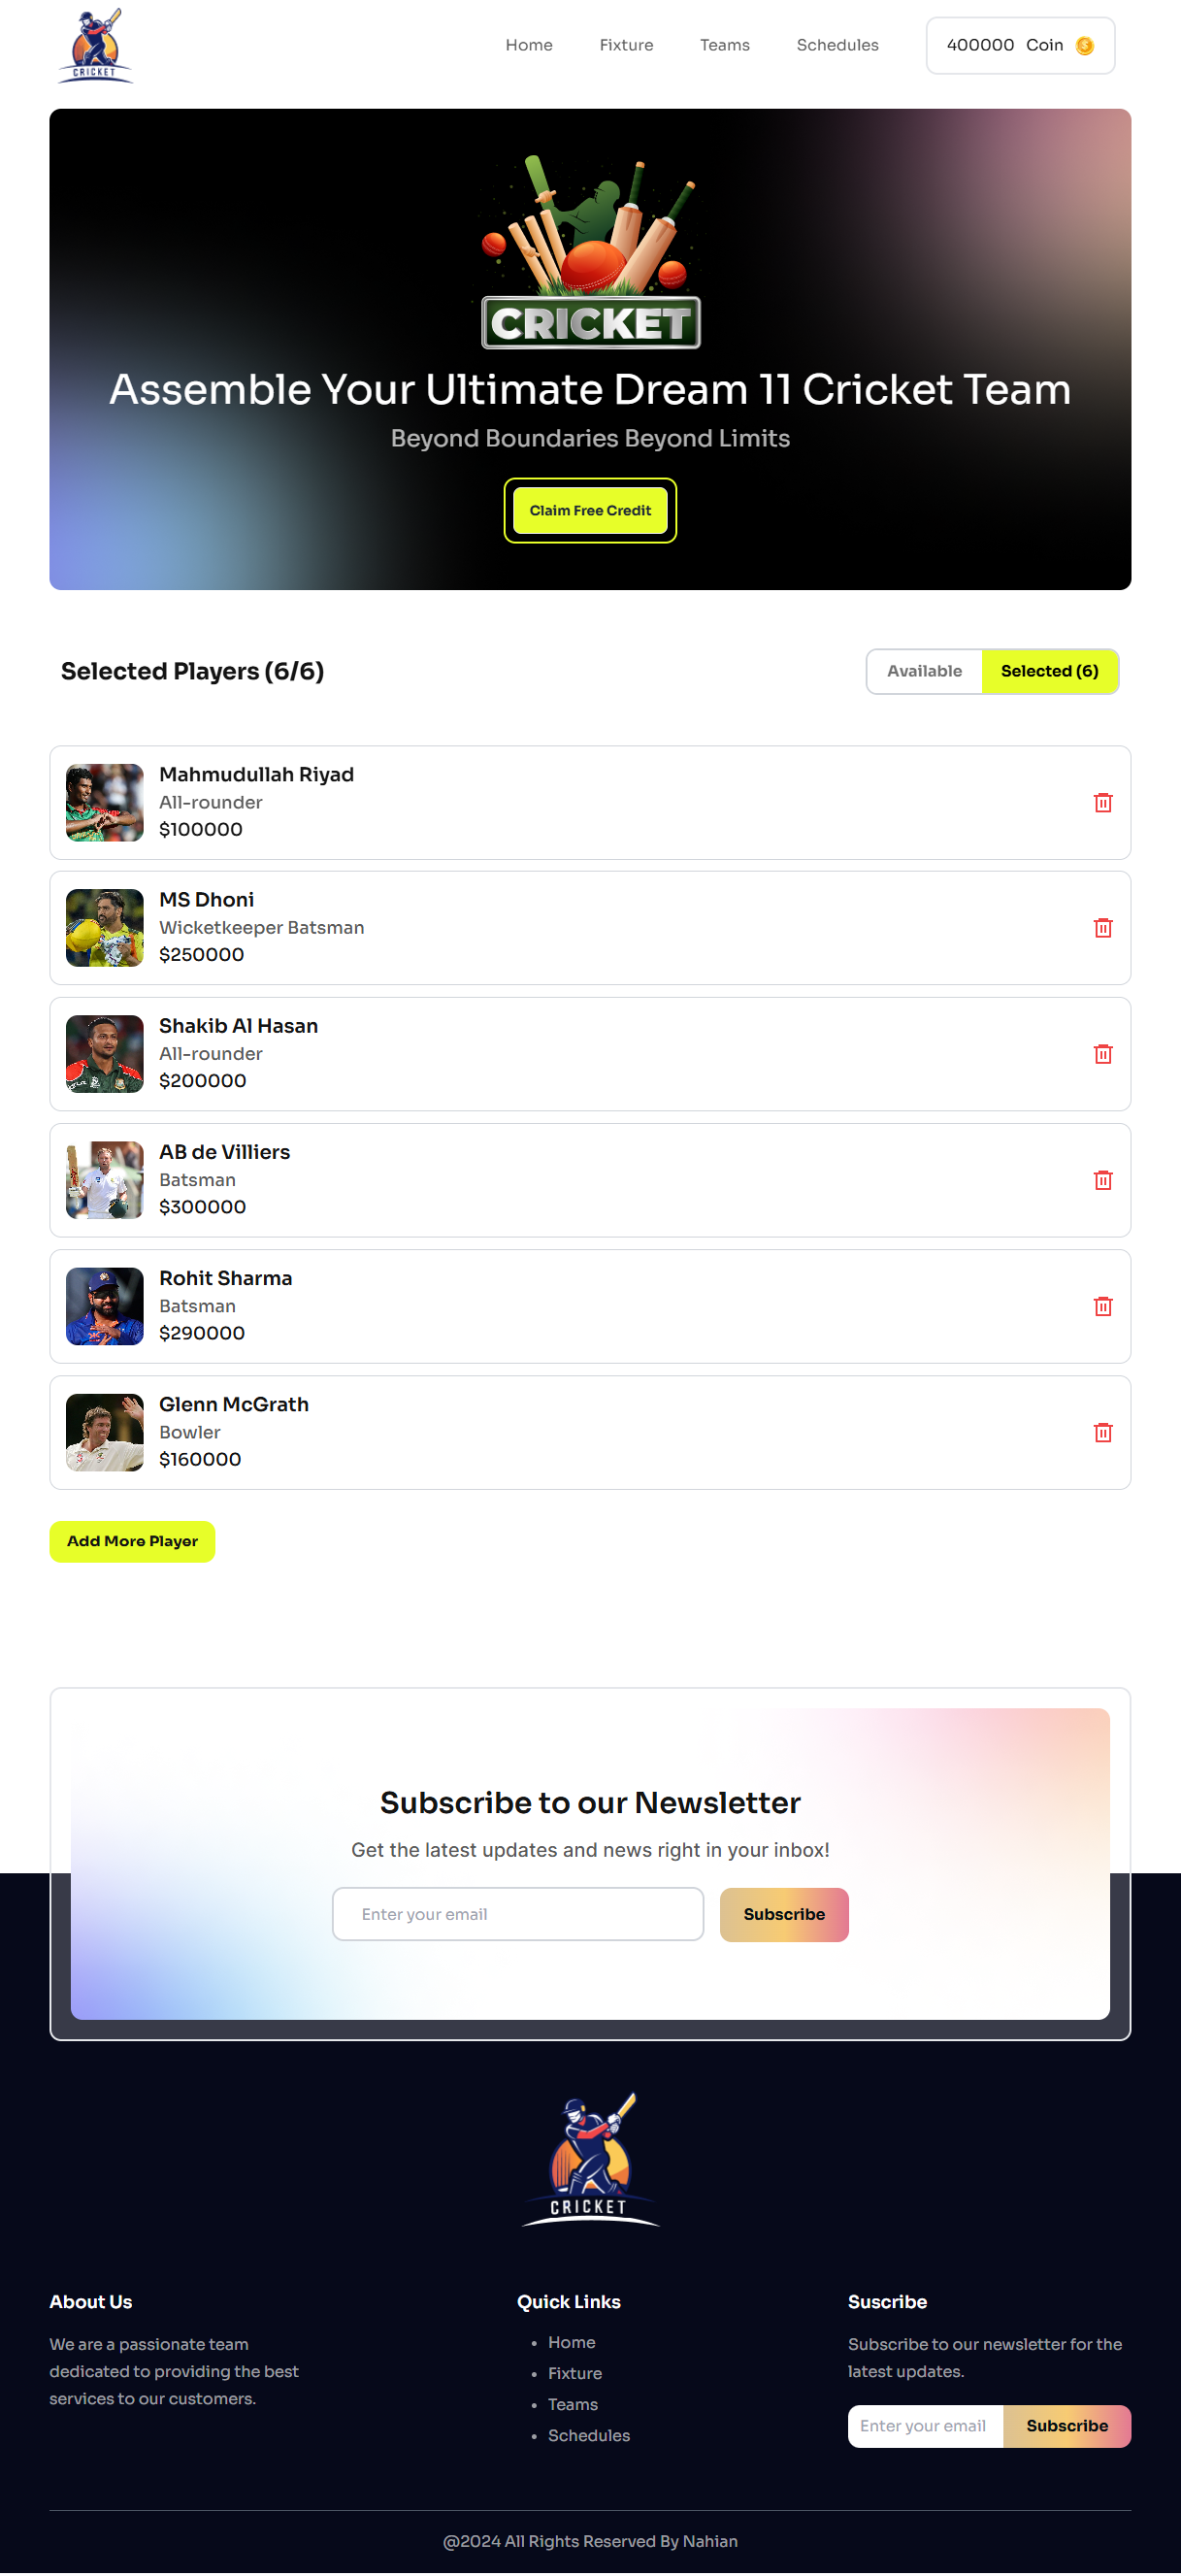 CRICKET
Home
Fixture
Teams
Schedules
400000 Coin
CRICKET
Assemble Your Ultimate Dream 11 Cricket Team
Beyond Boundaries Beyond Limits
Claim Free Credit
Selected Players (6/6)
Available
Selected (6)
Mahmudullah Riyad
All-rounder
$100000
MS Dhoni
Wicketkeeper Batsman
$250000
Shakib Al Hasan
All-rounder
$200000
AB de Villiers
Batsman
$300000
Rohit Sharma
Batsman
$290000
Glenn McGrath
Bowler
$160000
Add More Player
Subscribe to our Newsletter
Get the latest updates and news right in your inbox!
Enter your email
Subscribe
CRICKET
About Us
We are a passionate team
dedicated to providing the best
services to our customers.
Quick Links
• Home
• Fixture
• Teams
• Schedules
Suscribe
Subscribe to our newsletter for the
latest updates.
Enter your email
Subscribe
@2024 All Rights Reserved By Nahian